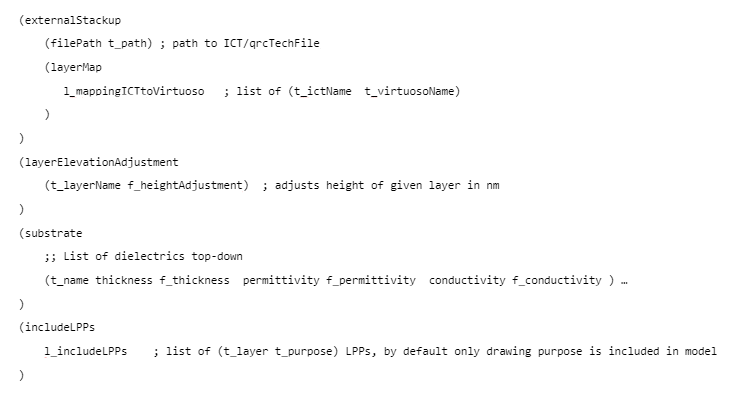 (externalStackup
(filePath t_path) ; path to ICT/qrcTechFile
(layerMap
l_mappingICTtoVirtuoso ; list of (t_ictName t_virtuosoName)
)
)
(layerElevationAdjustment
(t_layerName f_heightAdjustment) ; adjusts height of given layer in nm
)
(substrate
;; List of dielectrics top-down
(t_name thickness f_thickness permittivity f_permittivity conductivity f_conductivity ) …
)
(includeLPPs
l_includeLPPs ; list of (t_layer t_purpose) LPPs, by default only drawing purpose is included in model
)